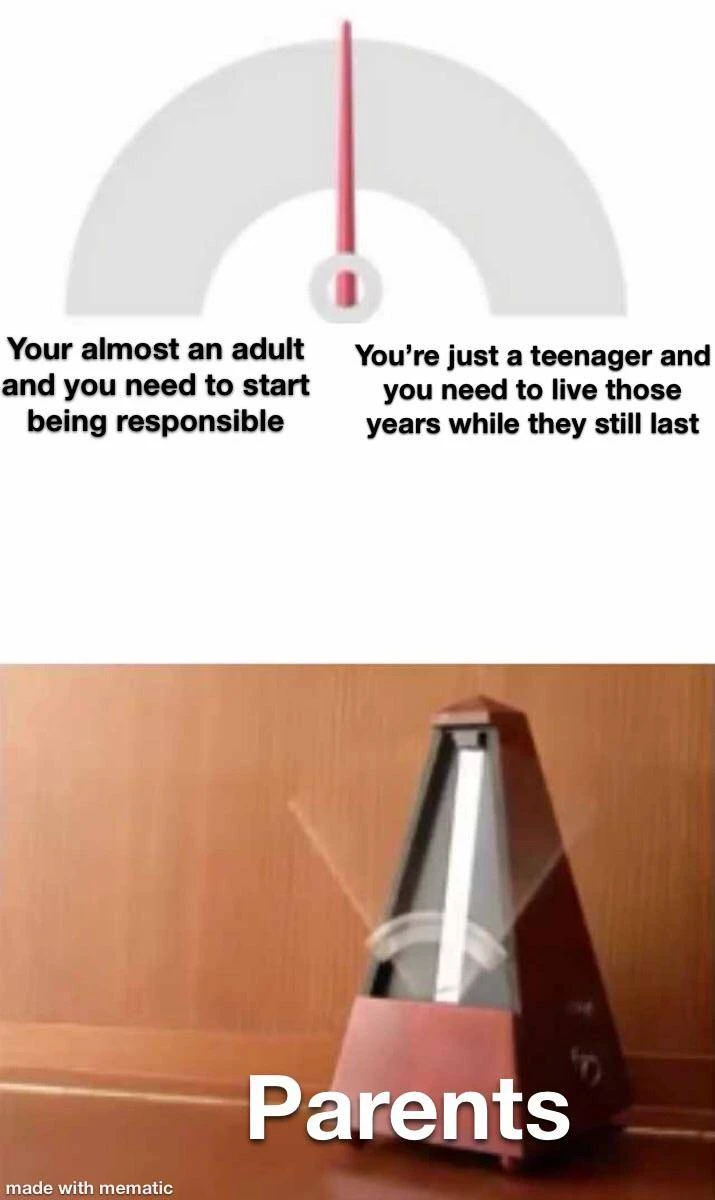 Your almost an adult
and you need to start
being responsible
You're just a teenager and
you need to live those
years while they still last
Parents
made with mematic